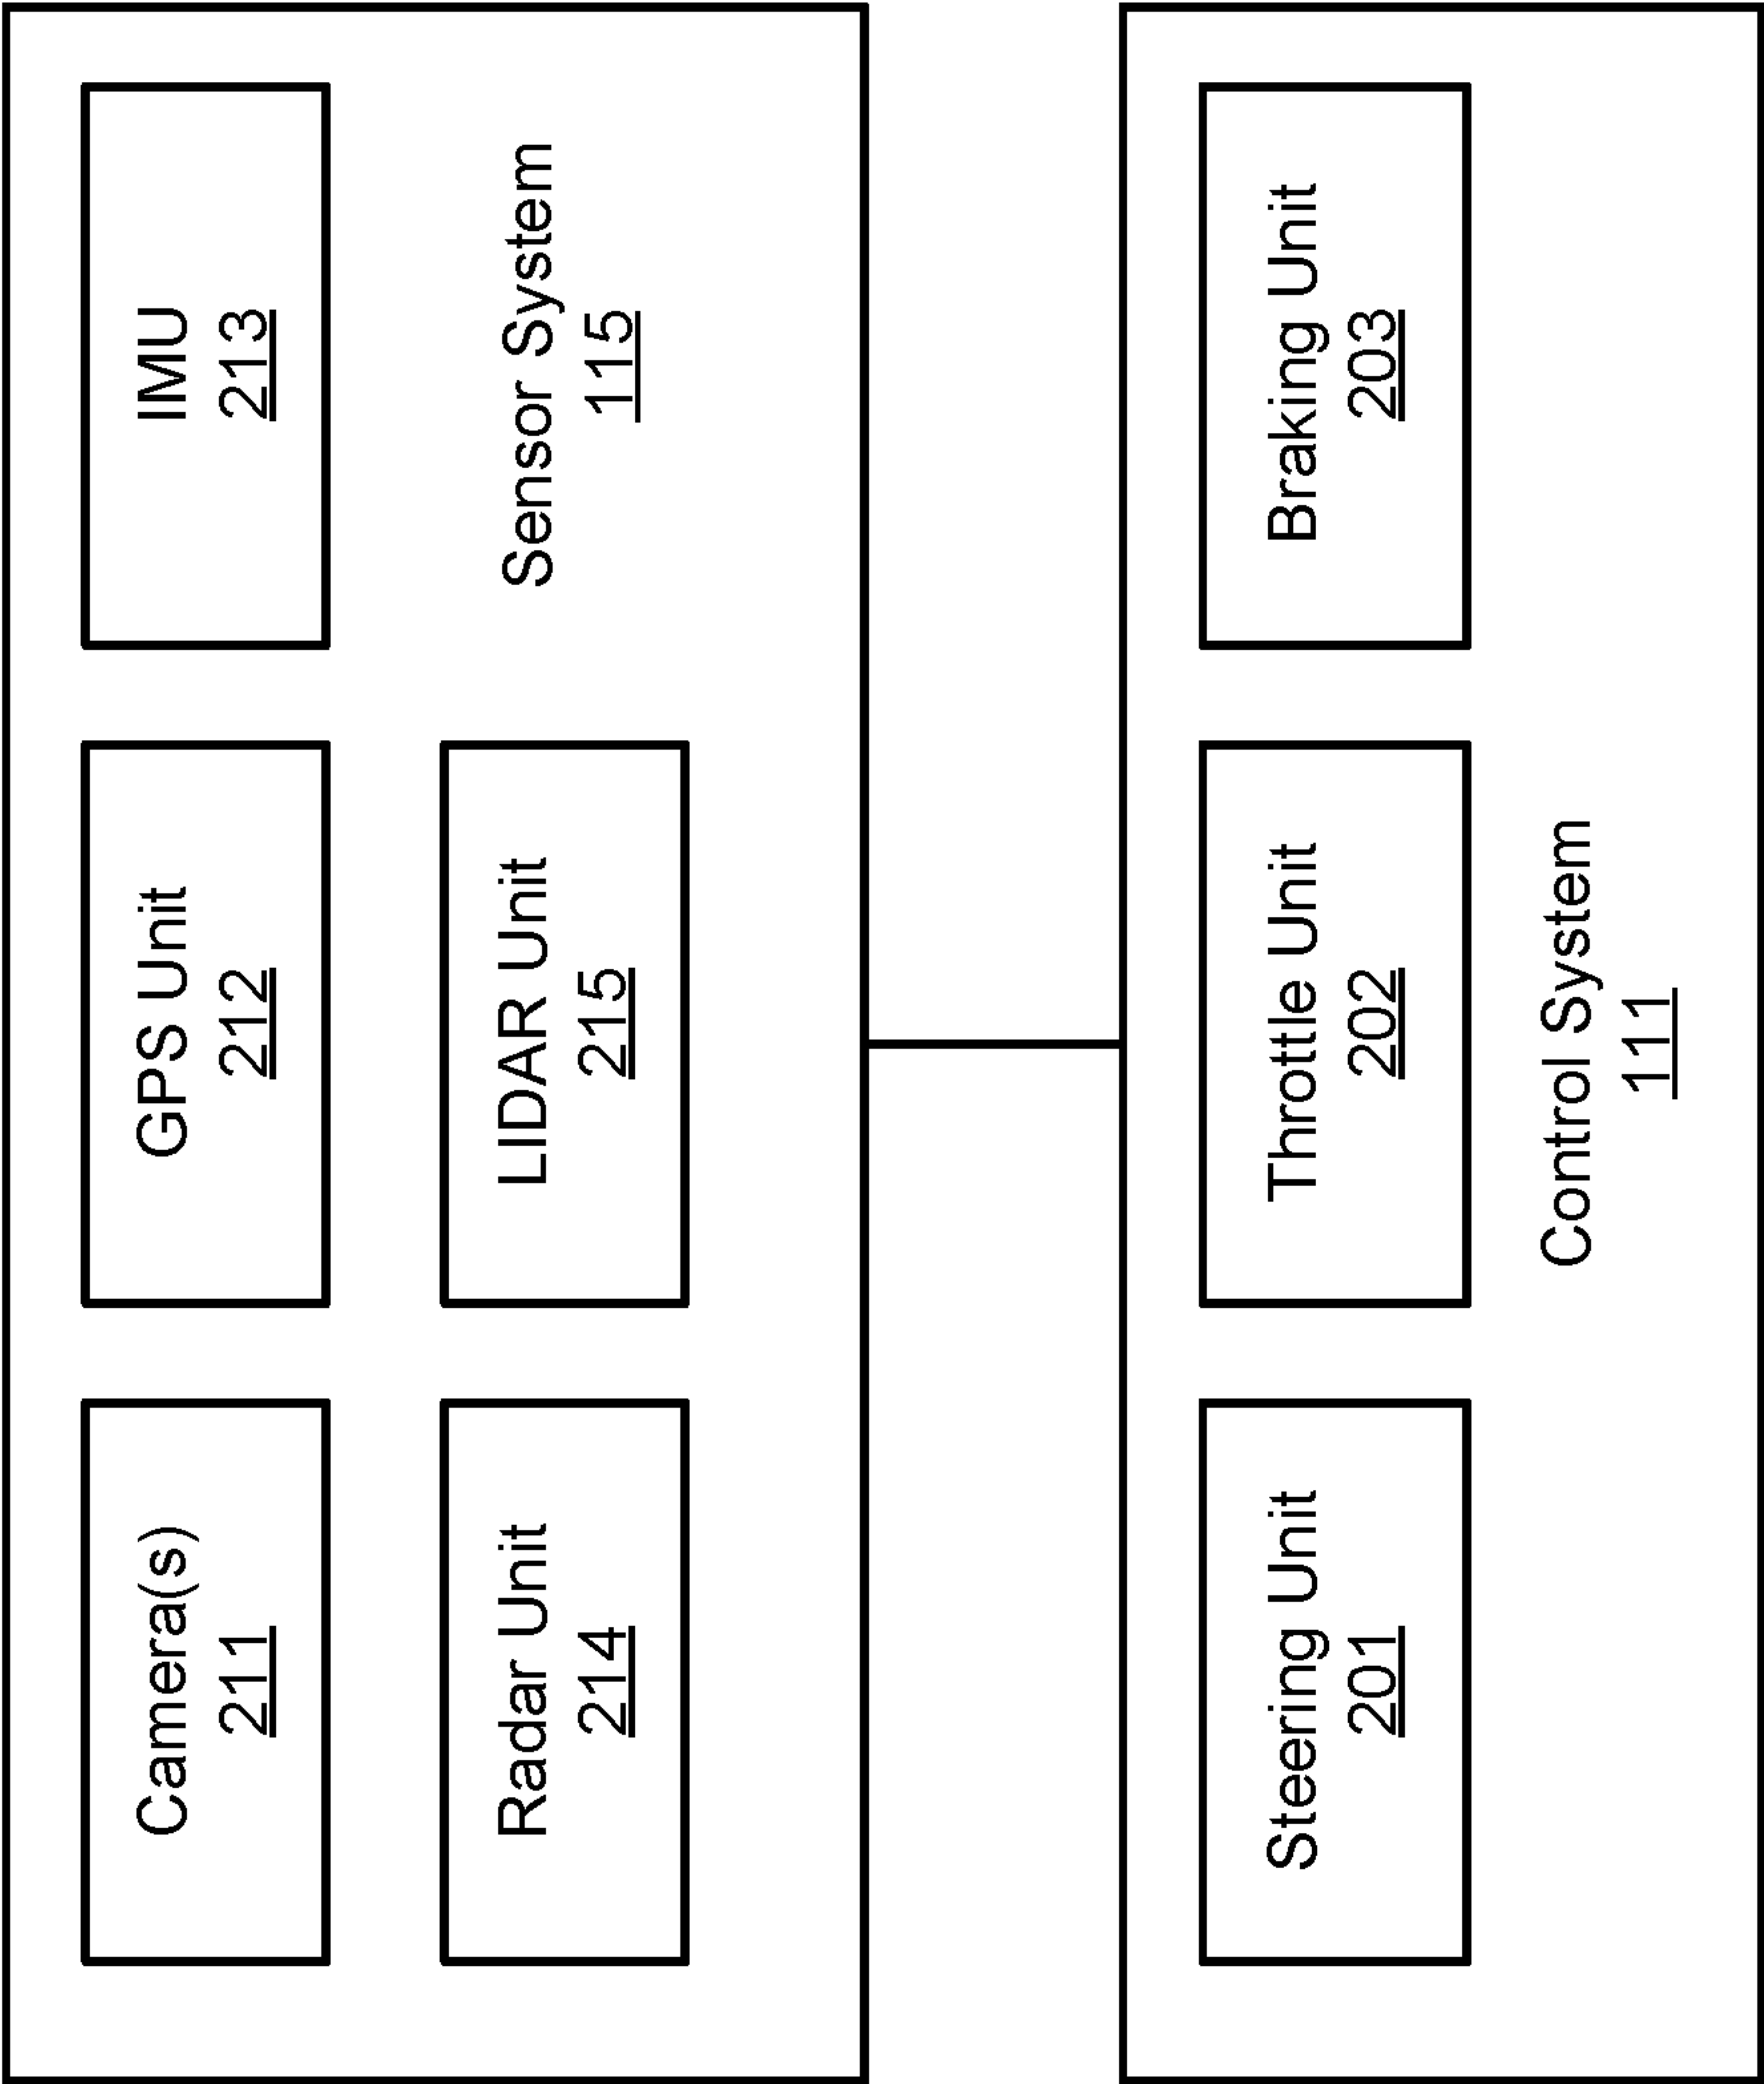 Camera(s)
211
GPS Unit
212
IMU
213
Radar Unit
214
LIDAR Unit
215
Sensor System
115
Steering Unit
201
Throttle Unit
202
Braking Unit
203
Control System
111